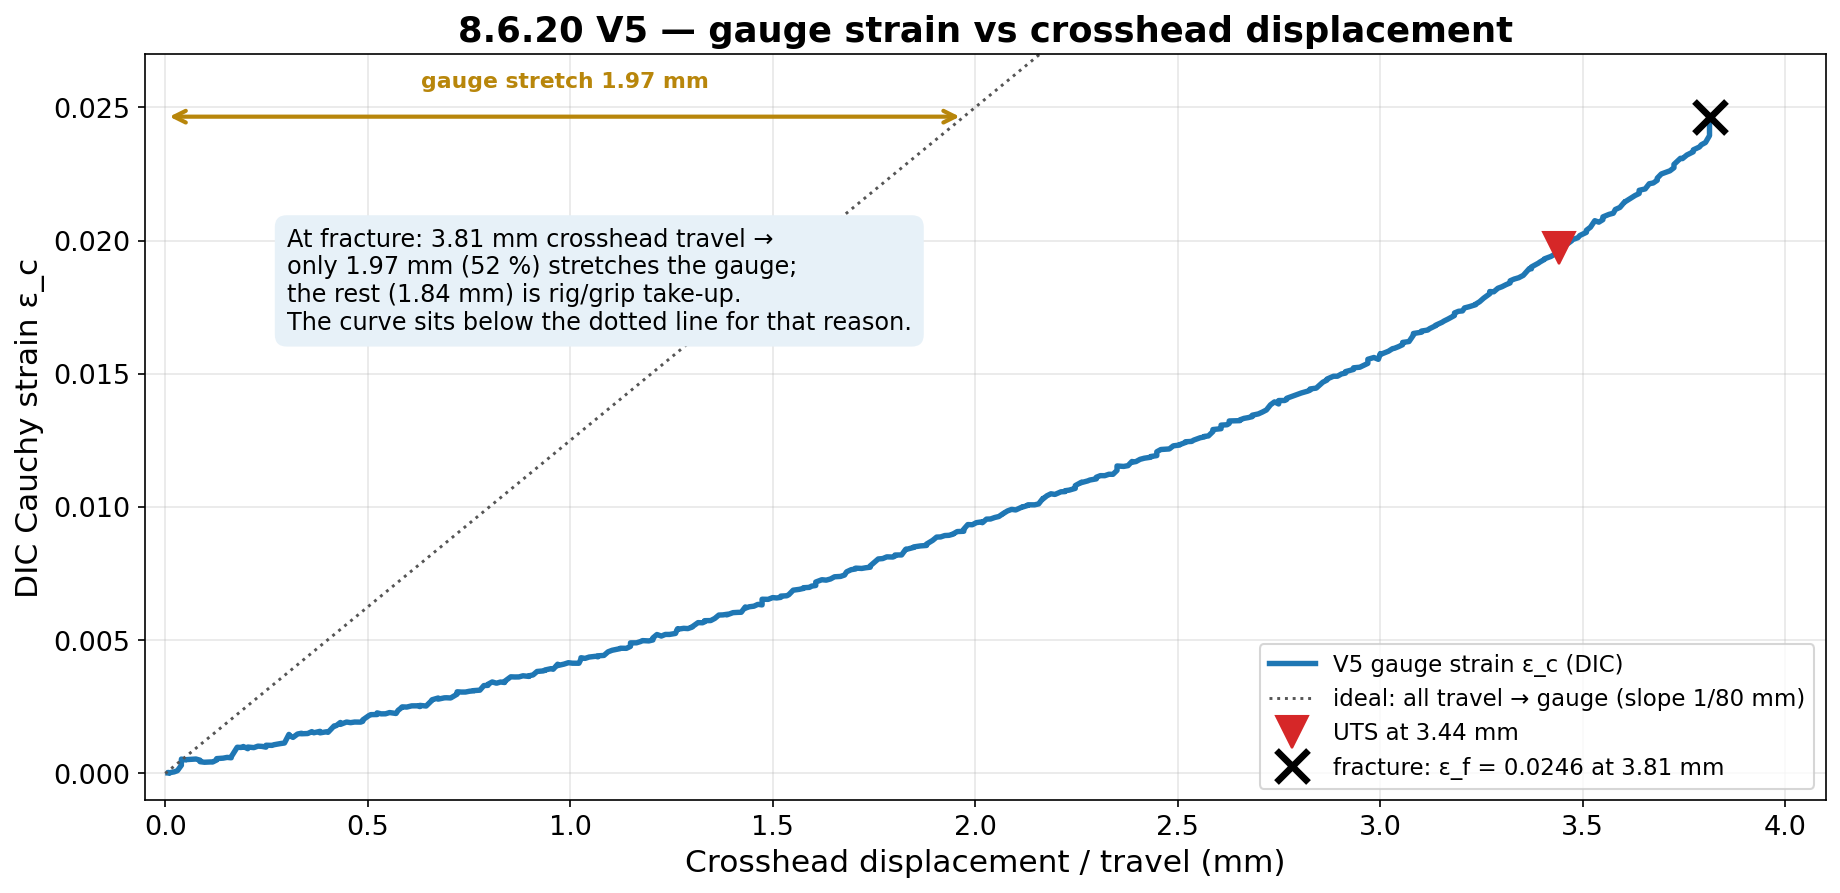 8.6.20 V5 — gauge strain vs crosshead displacement
gauge stretch 1.97 mm
At fracture: 3.81 mm crosshead travel →
only 1.97 mm (52 %) stretches the gauge;
the rest (1.84 mm) is rig/grip take-up.
The curve sits below the dotted line for that reason.
DIC Cauchy strain ε_c
0.025
0.020
0.015
0.010
0.005
0.000
V5 gauge strain ε_c (DIC)
ideal: all travel → gauge (slope 1/80 mm)
UTS at 3.44 mm
fracture: ε_f = 0.0246 at 3.81 mm
0.0 0.5 1.0 1.5 2.0 2.5 3.0 3.5 4.0
Crosshead displacement / travel (mm)